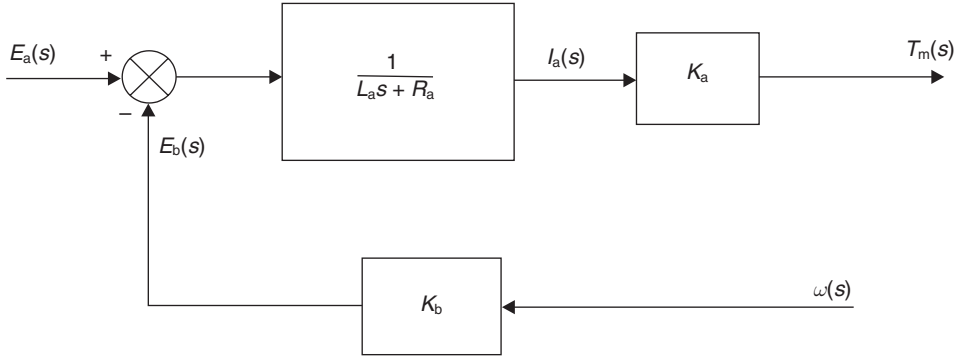 Ea(s)
+
−
Eb(s)
1
Las + Ra
Ia(s)
Ka
Tm(s)
Kb
ω(s)